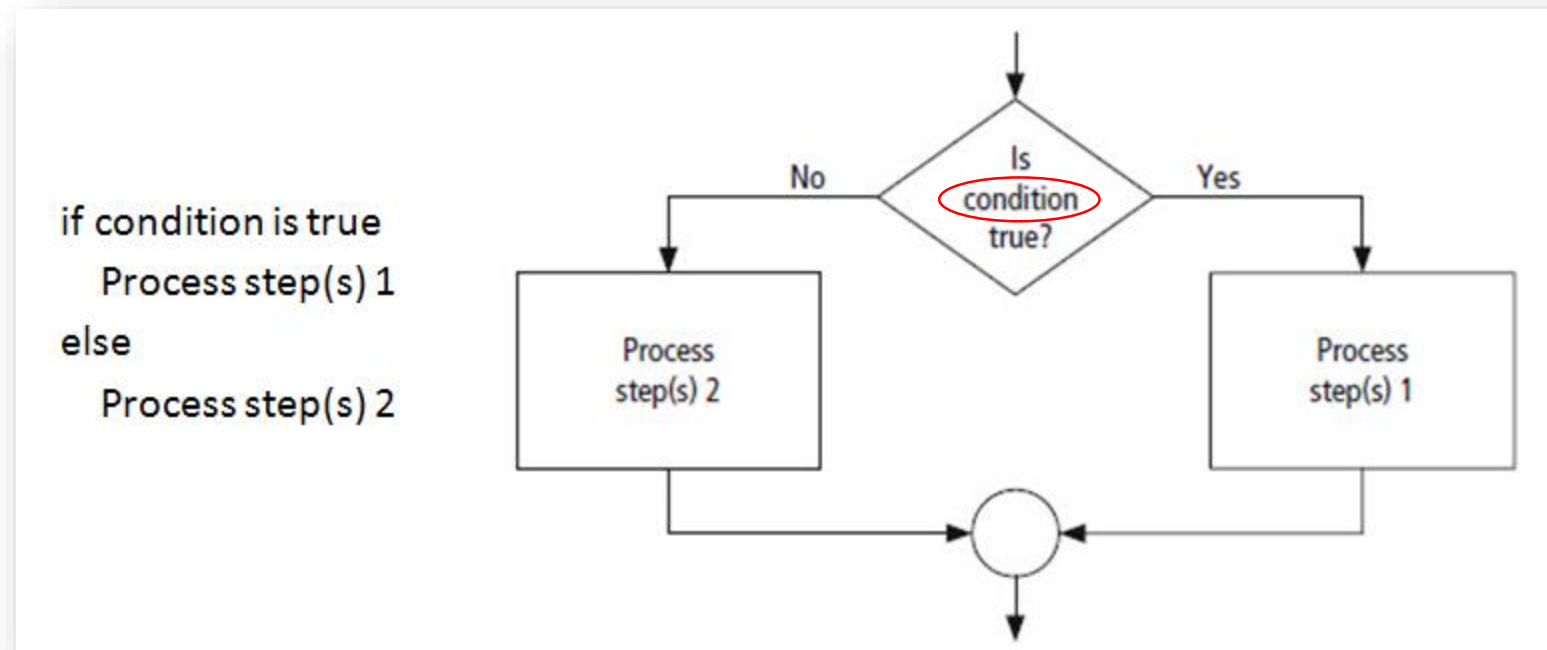 if condition is true
Process step(s) 1
else
Process step(s) 2
No
Is
condition
true?
Yes
Process
step(s) 2
Process
step(s) 1